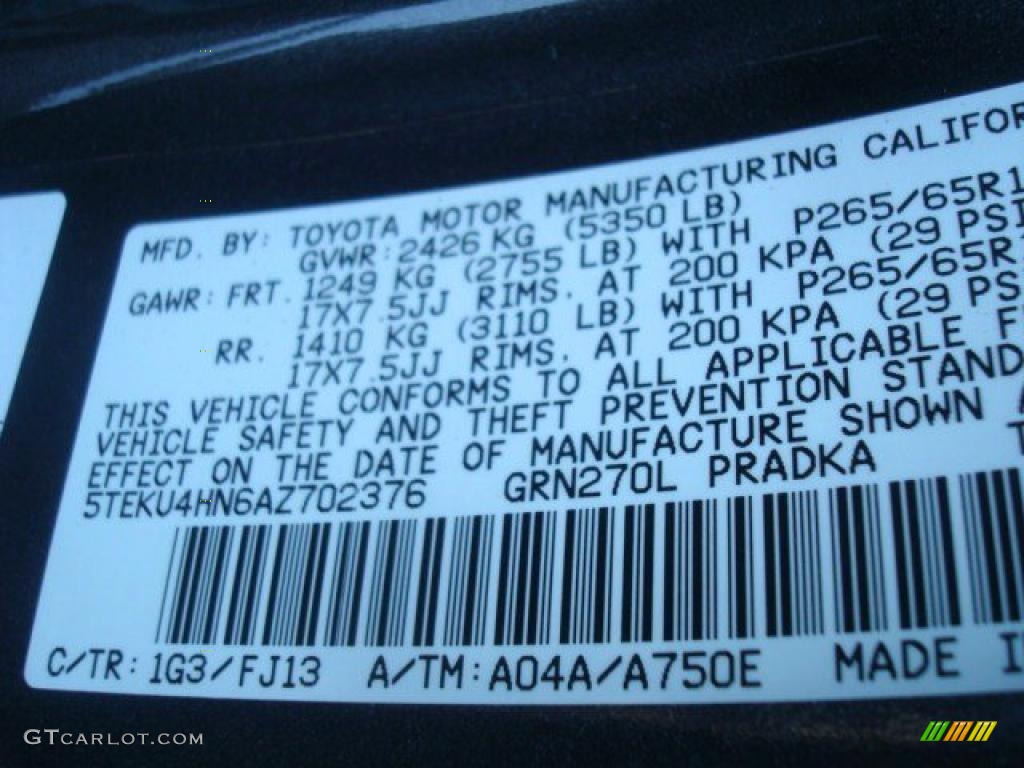 MFD. BY: TOYOTA MOTOR MANUFACTURING CALIFOR
GVWR: 2426 KG (5350 LB)
GAWR: FRT. 1249 KG (2755 LB) WITH P265/65R1
17X7.5JJ RIMS. AT 200 KPA (29 PSI
RR. 1410 KG (3110 LB) WITH P265/65R1
17X7.5JJ RIMS. AT 200 KPA (29 PSI
THIS VEHICLE CONFORMS TO ALL APPLICABLE F
VEHICLE SAFETY AND THEFT PREVENTION STAND
EFFECT ON THE DATE OF MANUFACTURE SHOWN A
5TEKU4HN6AZ702376 GRN270L PRADKA T
C/TR: 1G3/FJ13 A/TM: A04A/A750E MADE I
GTCARLOT.COM